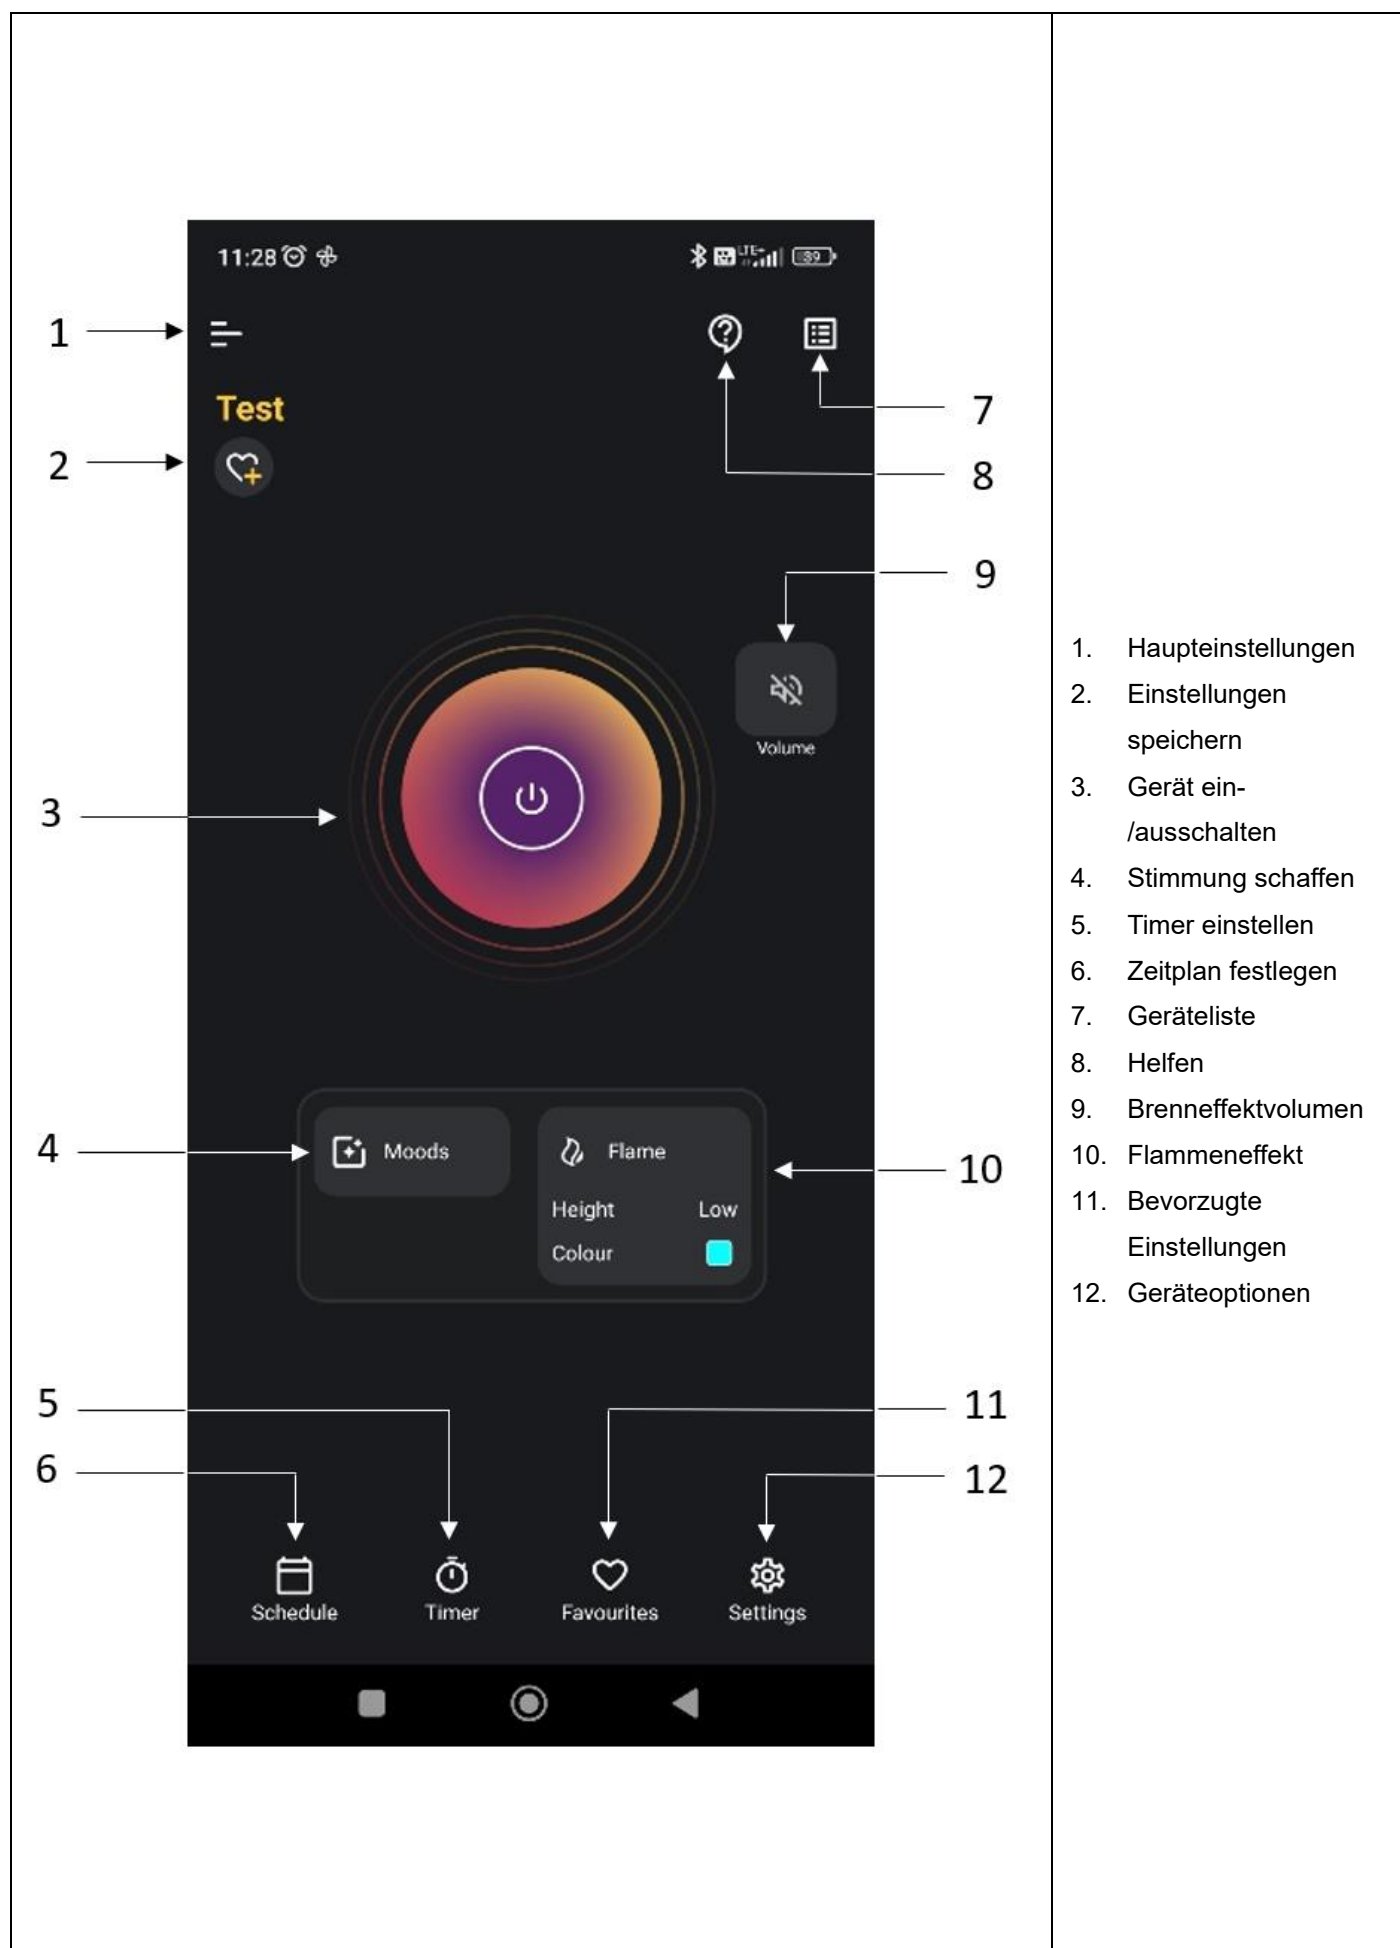 11:28
LTE+
39
1
Test
7
2
8
9
Volume
3
4
Moods
Flame
10
Height Low
Colour
5
11
6
12
Schedule Timer Favourites Settings
1. Haupteinstellungen
2. Einstellungen
speichern
3. Gerät ein-
/ausschalten
4. Stimmung schaffen
5. Timer einstellen
6. Zeitplan festlegen
7. Geräteliste
8. Helfen
9. Brenneffektvolumen
10. Flammeneffekt
11. Bevorzugte
Einstellungen
12. Geräteoptionen